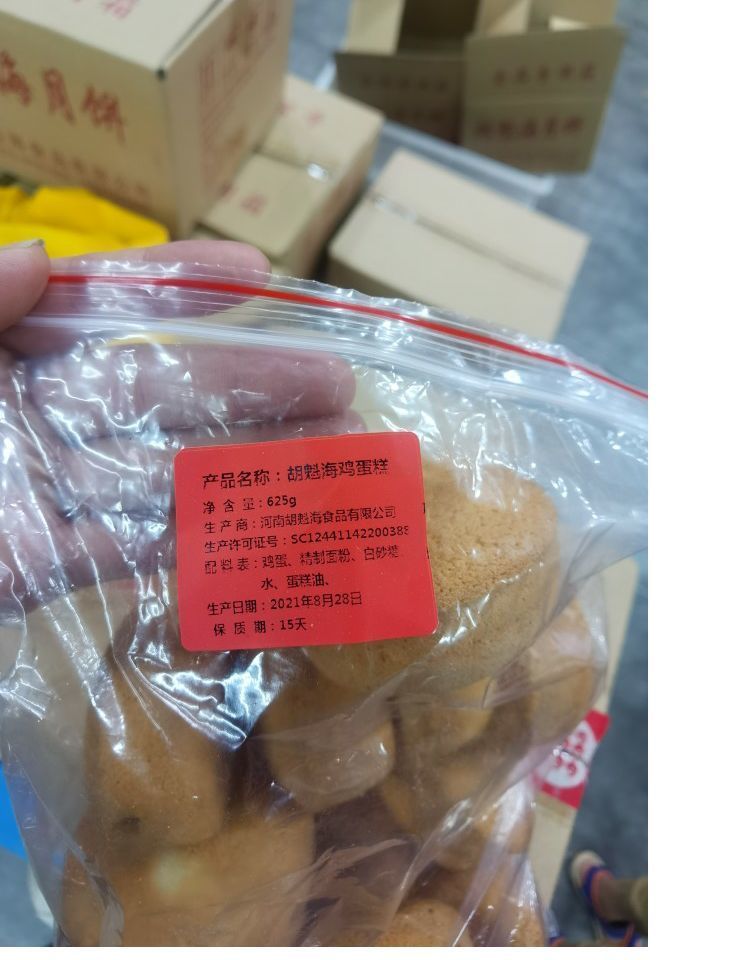 海月饼
产品名称：胡魁海鸡蛋糕
净 含 量：625g
生 产 商：河南胡魁海食品有限公司
生产许可证号：SC12441142200388
配 料 表：鸡蛋、精制面粉、白砂糖、
水、蛋糕油、
生产日期：2021年8月28日
保 质 期：15天